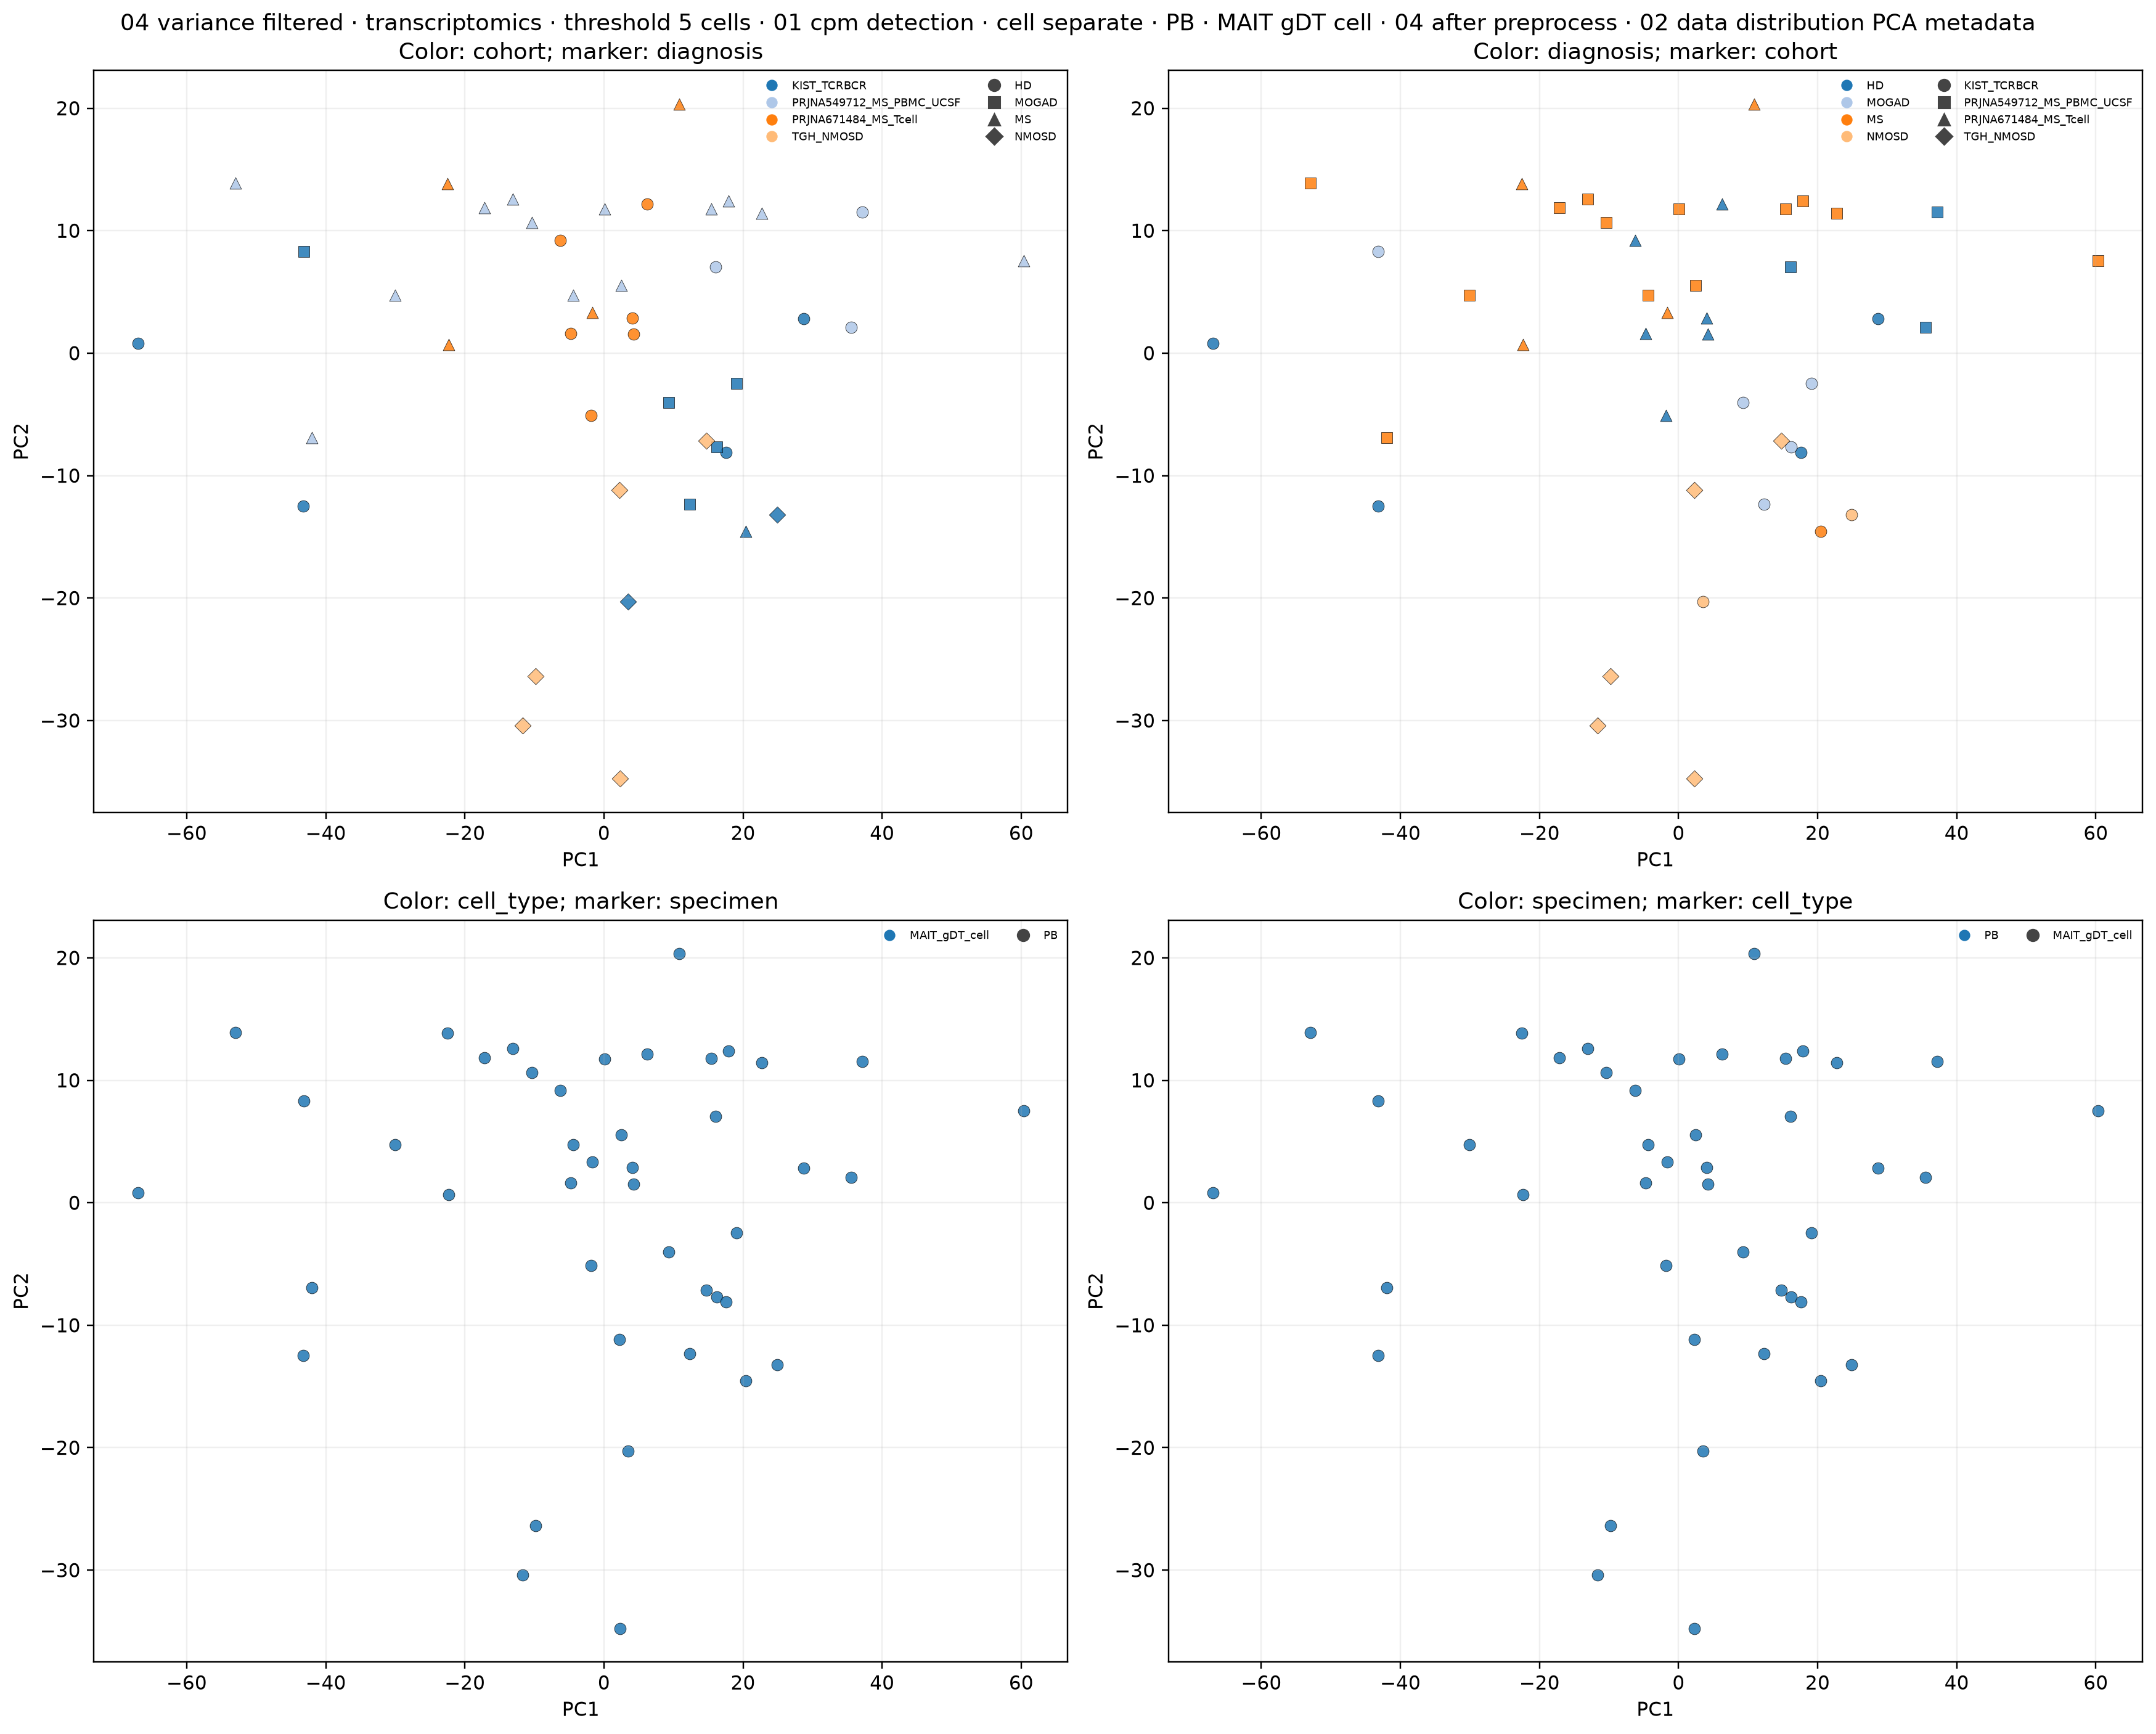 04 variance filtered · transcriptomics · threshold 5 cells · 01 cpm detection · cell separate · PB · MAIT gDT cell · 04 after preprocess · 02 data distribution PCA metadata
Color: cohort; marker: diagnosis
KIST_TCRBCR
PRJNA549712_MS_PBMC_UCSF
PRJNA671484_MS_Tcell
TGH_NMOSD
HD
MOGAD
MS
NMOSD
20
10
0
−10
−20
−30
PC2
−60
−40
−20
0
20
40
60
PC1
Color: diagnosis; marker: cohort
HD
MOGAD
MS
NMOSD
KIST_TCRBCR
PRJNA549712_MS_PBMC_UCSF
PRJNA671484_MS_Tcell
TGH_NMOSD
20
10
0
−10
−20
−30
PC2
−60
−40
−20
0
20
40
60
PC1
Color: cell_type; marker: specimen
MAIT_gDT_cell
PB
20
10
0
−10
−20
−30
PC2
−60
−40
−20
0
20
40
60
PC1
Color: specimen; marker: cell_type
PB
MAIT_gDT_cell
20
10
0
−10
−20
−30
PC2
−60
−40
−20
0
20
40
60
PC1